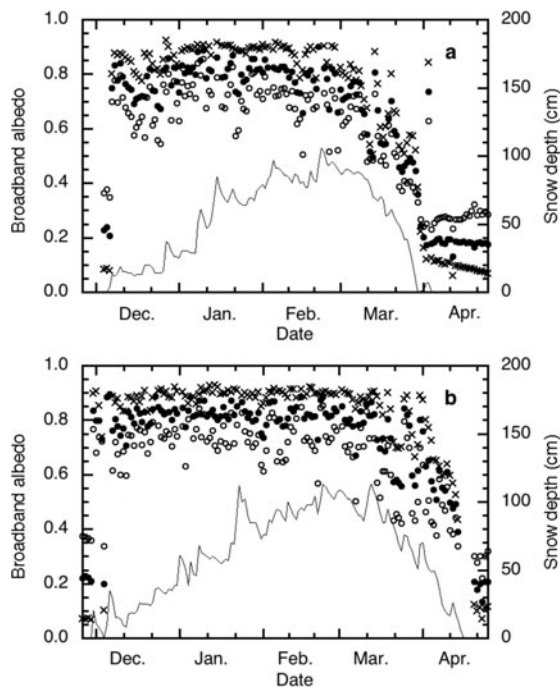 1.0 200
a
0.8 150
0.6
100
0.4
50
0.2
0.0 0
Broadband albedo
Snow depth (cm)
Dec. Jan. Feb. Mar. Apr.
Date
1.0 200
b
0.8 150
0.6
100
0.4
50
0.2
0.0 0
Broadband albedo
Snow depth (cm)
Dec. Jan. Feb. Mar. Apr.
Date